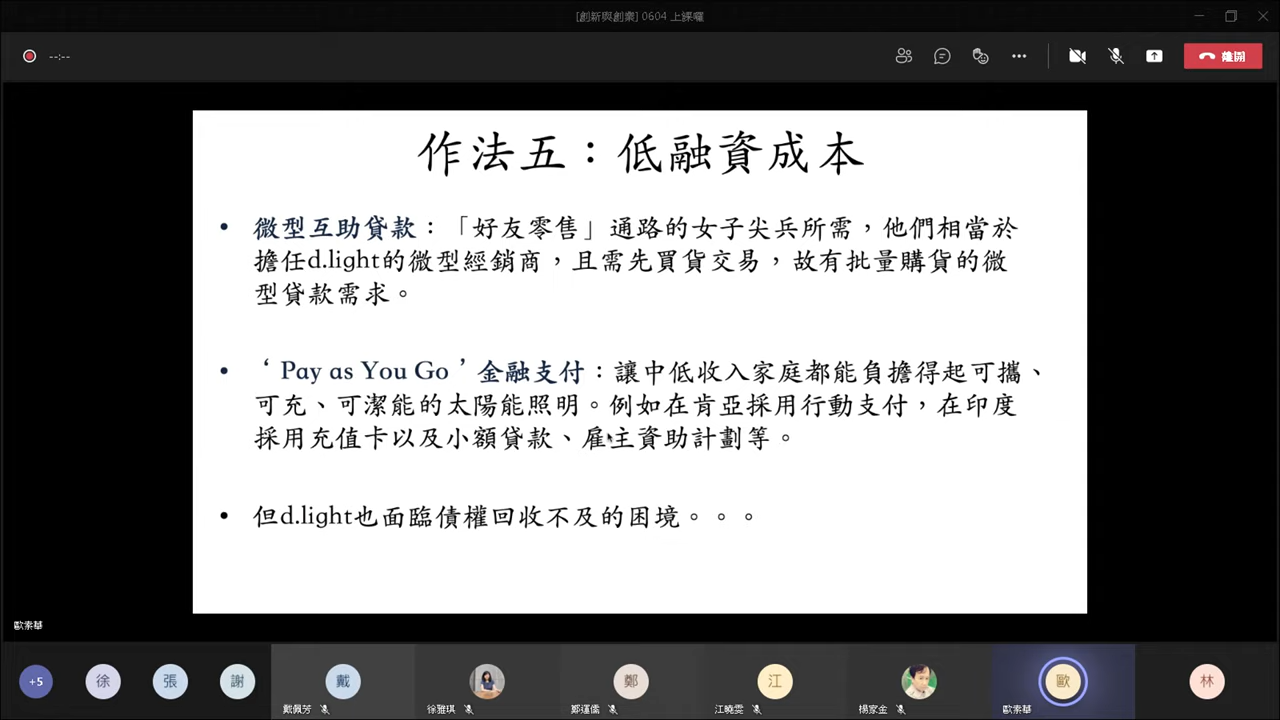 [創新與創業] 0604 上課囉
--:--
離開
作法五：低融資成本
• 微型互助貸款：「好友零售」通路的女子尖兵所需，他們相當於
擔任d.light的微型經銷商，且需先買貨交易，故有批量購貨的微
型貸款需求。
• ‘Pay as You Go’金融支付：讓中低收入家庭都能負擔得起可攜、
可充、可潔能的太陽能照明。例如在肯亞採用行動支付，在印度
採用充值卡以及小額貸款、雇主資助計劃等。
• 但d.light也面臨債權回收不及的困境。。。
歐素華
+5
徐
張
謝
戴
鄭
江
歐
林
戴佩芳
徐雅琪
鄭運儒
江曉雯
楊家金
歐素華